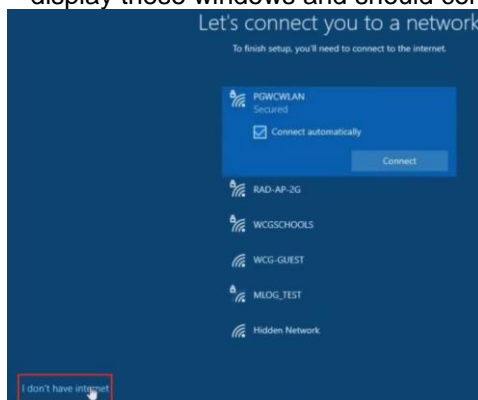 Let's connect you to a network
To finish setup, you'll need to connect to the internet.
PGWCWLAN
Secured
Connect automatically
Connect
RAD-AP-2G
WCGSCHOOLS
WCG-GUEST
MLOG_TEST
Hidden Network
I don't have internet